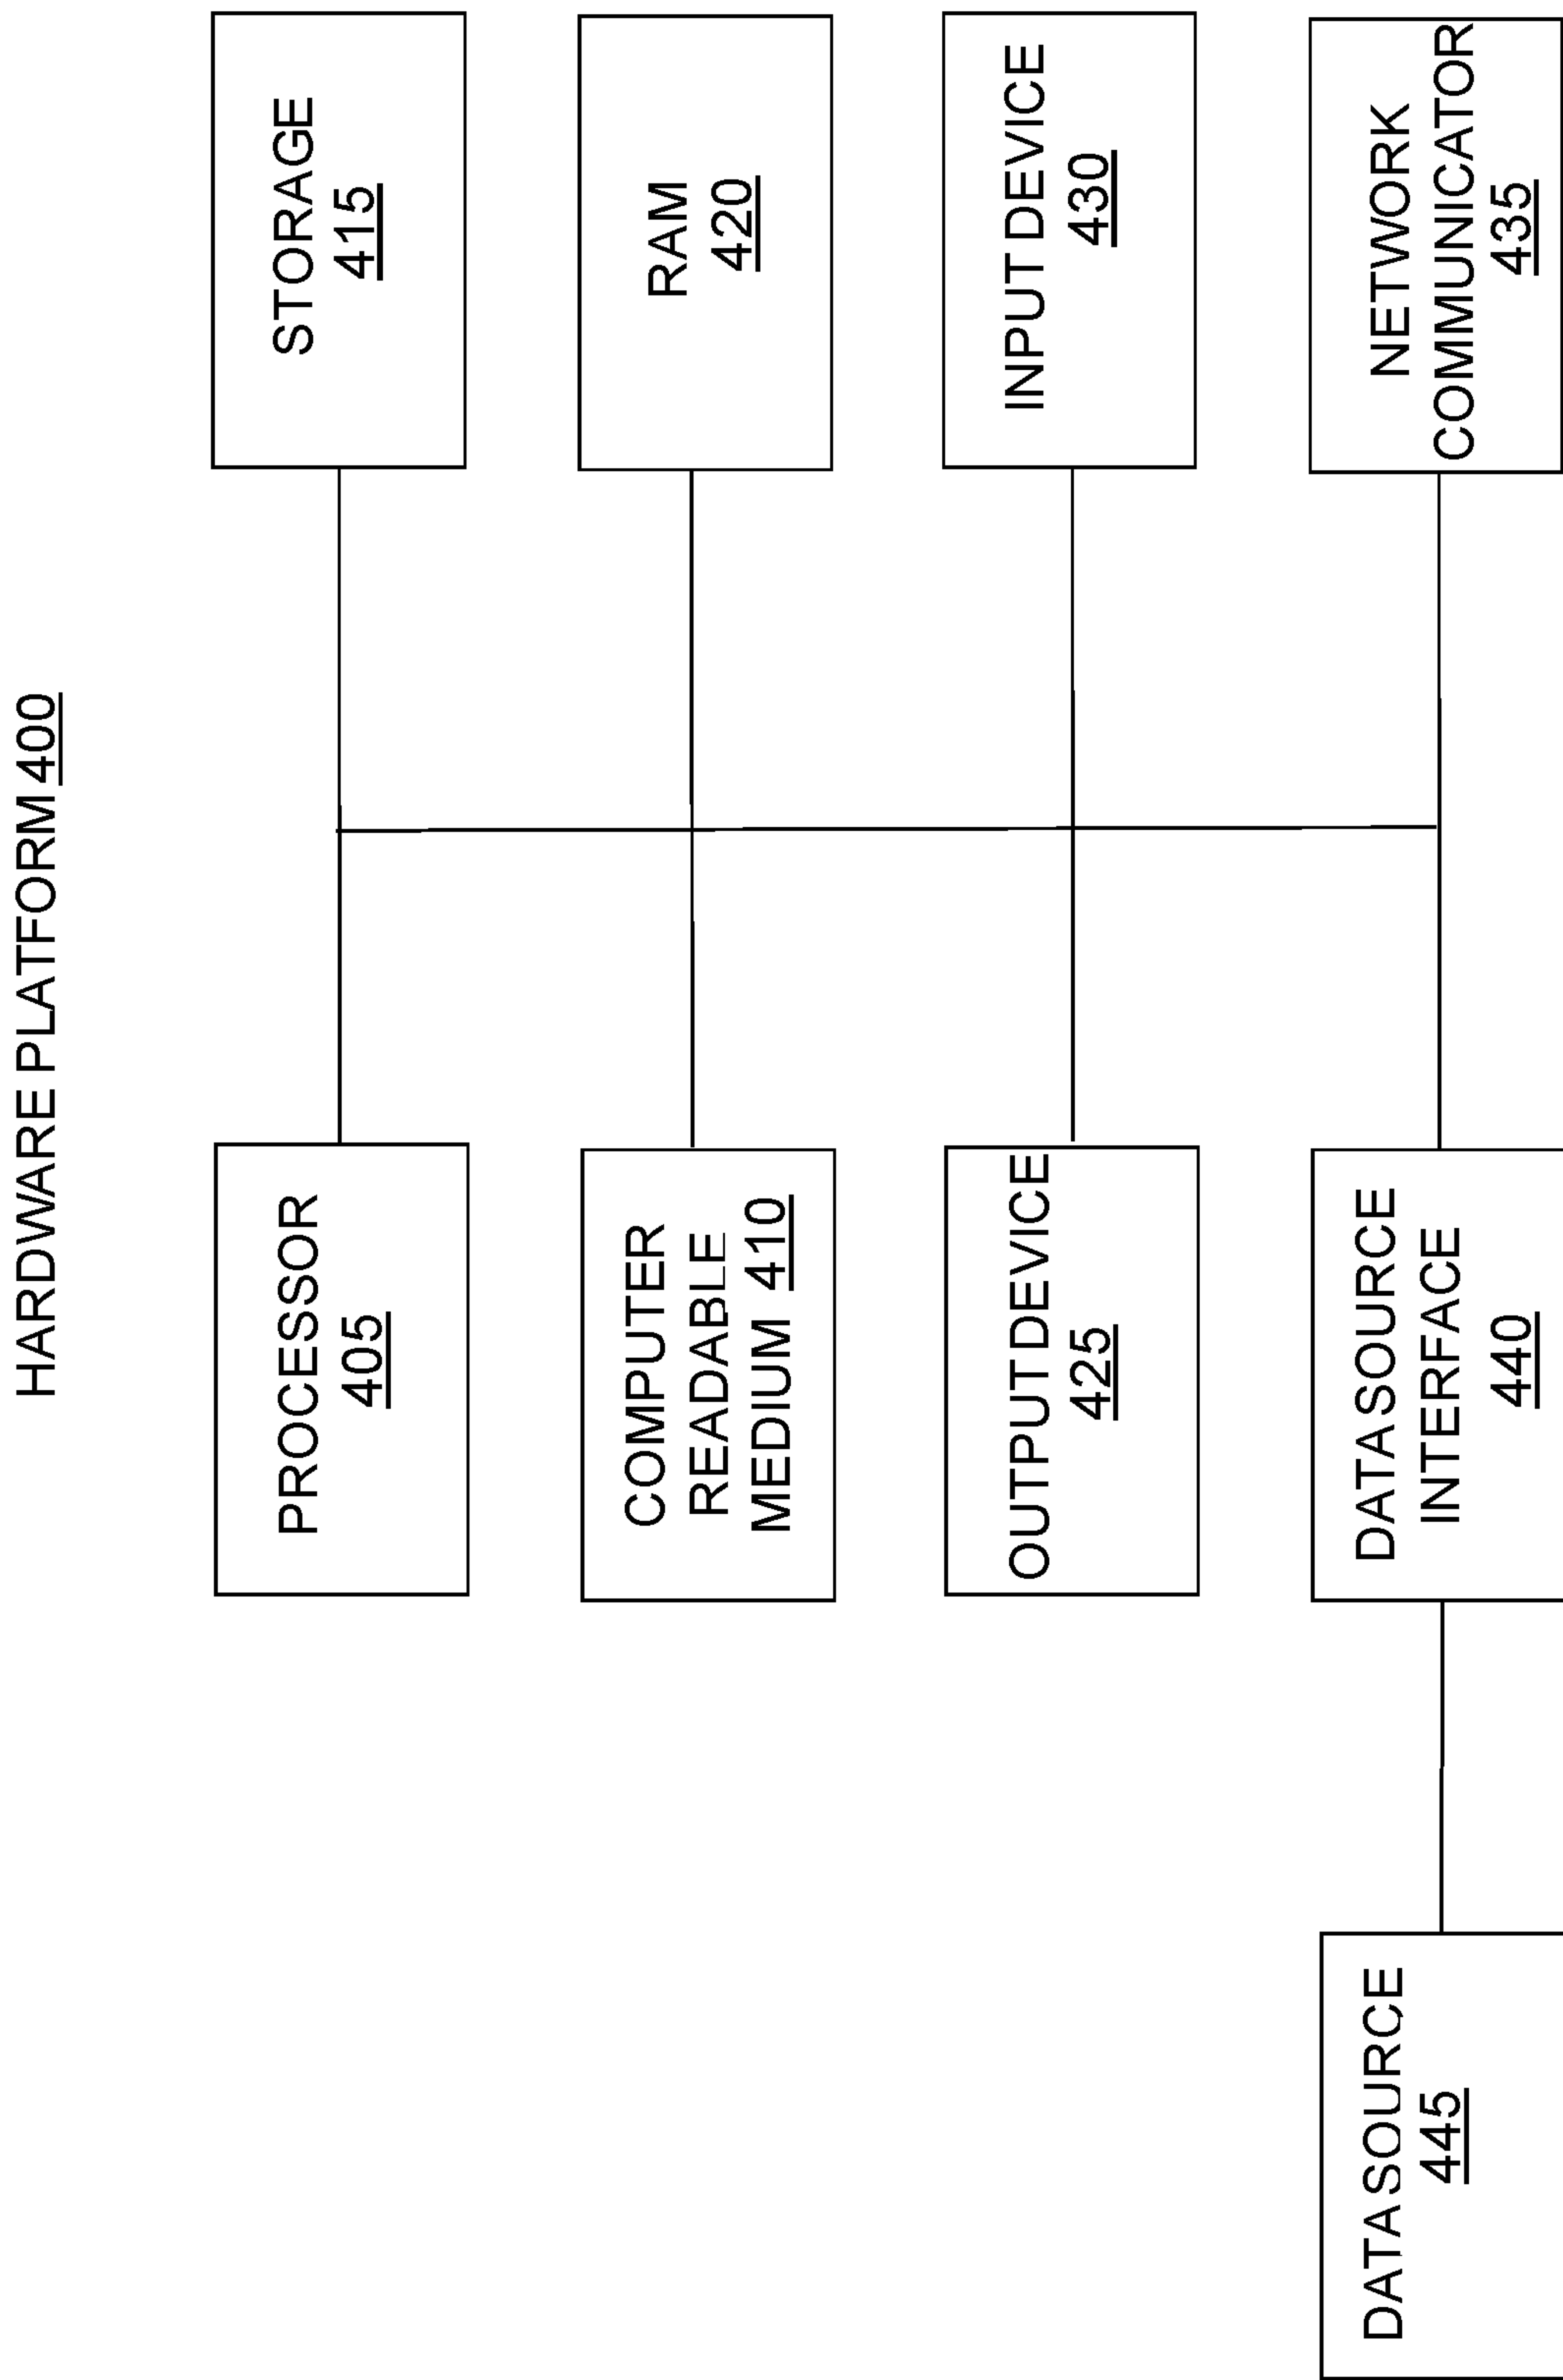 HARDWARE PLATFORM 400
PROCESSOR
405
STORAGE
415
COMPUTER
READABLE
MEDIUM 410
RAM
420
OUTPUT DEVICE
425
INPUT DEVICE
430
DATA SOURCE
445
DATA SOURCE
INTERFACE
440
NETWORK
COMMUNICATOR
435